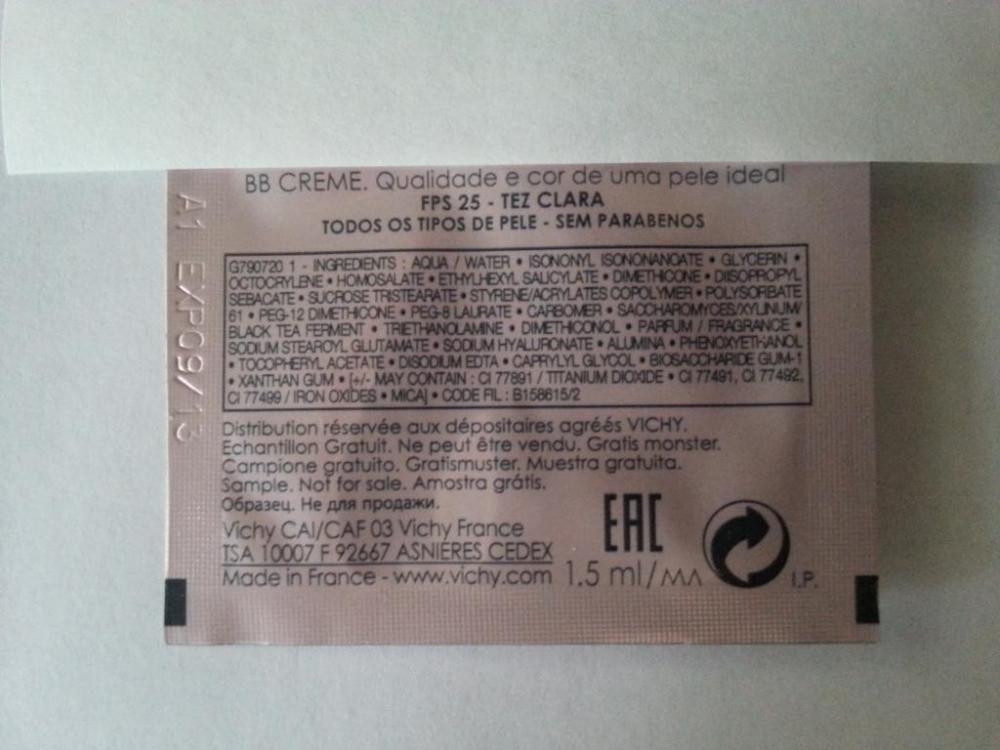 BB CREME. Qualidade e cor de uma pele ideal
FPS 25 - TEZ CLARA
TODOS OS TIPOS DE PELE - SEM PARABENOS
G790720 1 - INGREDIENTS : AQUA / WATER • ISONONYL ISONONANOATE • GLYCERIN •
OCTOCRYLENE • HOMOSALATE • ETHYLHEXYL SALICYLATE • DIMETHICONE • DIISOPROPYL
SEBACATE • SUCROSE TRISTEARATE • STYRENE/ACRYLATES COPOLYMER • POLYSORBATE
61 • PEG-12 DIMETHICONE • PEG-8 LAURATE • CARBOMER • SACCHAROMYCES/XYLINUM/
BLACK TEA FERMENT • TRIETHANOLAMINE • DIMETHICONOL • PARFUM / FRAGRANCE •
SODIUM STEAROYL GLUTAMATE • SODIUM HYALURONATE • ALUMINA • PHENOXYETHANOL
• TOCOPHERYL ACETATE • DISODIUM EDTA • CAPRYLYL GLYCOL • BIOSACCHARIDE GUM-1
• XANTHAN GUM • [+/- MAY CONTAIN : CI 77891 / TITANIUM DIOXIDE • CI 77491, CI 77492,
CI 77499 / IRON OXIDES • MICA] • CODE FIL : B158615/2
Distribution réservée aux dépositaires agréés VICHY.
Echantillon Gratuit. Ne peut être vendu. Gratis monster.
Campione gratuito. Gratismuster. Muestra gratuita.
Sample. Not for sale. Amostra grátis.
Образец. Не для продажи.
Vichy CAI/CAF 03 Vichy France
TSA 10007 F 92667 ASNIERES CEDEX
Made in France - www.vichy.com 1.5 ml/мл
EAC
I.P.
A1 EXP09/13